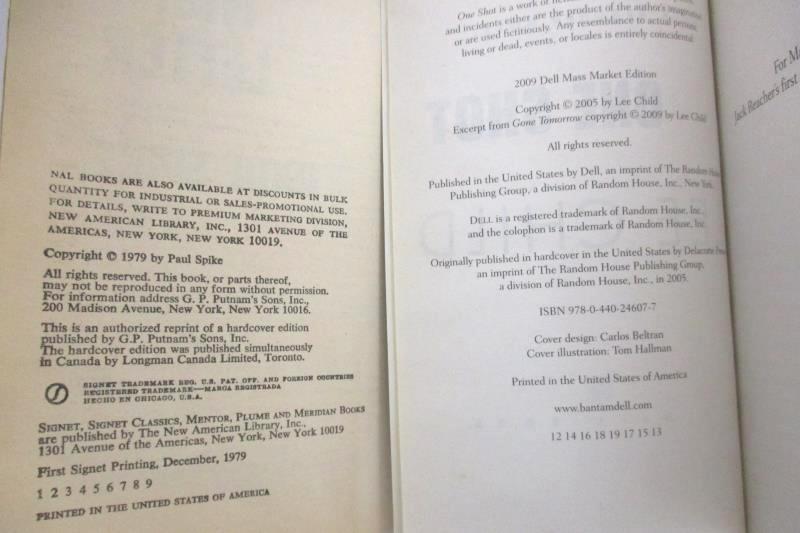 NAL BOOKS ARE ALSO AVAILABLE AT DISCOUNTS IN BULK
QUANTITY FOR INDUSTRIAL OR SALES-PROMOTIONAL USE.
FOR DETAILS, WRITE TO PREMIUM MARKETING DIVISION,
NEW AMERICAN LIBRARY, INC., 1301 AVENUE OF THE
AMERICAS, NEW YORK, NEW YORK 10019.
Copyright © 1979 by Paul Spike
All rights reserved. This book, or parts thereof,
may not be reproduced in any form without permission.
For information address G. P. Putnam's Sons, Inc.,
200 Madison Avenue, New York, New York 10016.
This is an authorized reprint of a hardcover edition
published by G.P. Putnam's Sons, Inc.
The hardcover edition was published simultaneously
in Canada by Longman Canada Limited, Toronto.
SIGNET TRADEMARK REG. U.S. PAT. OFF. AND FOREIGN COUNTRIES
REGISTERED TRADEMARK—MARCA REGISTRADA
HECHO EN CHICAGO, U.S.A.
SIGNET, SIGNET CLASSICS, MENTOR, PLUME AND MERIDIAN BOOKS
are published by The New American Library, Inc.,
1301 Avenue of the Americas, New York, New York 10019
First Signet Printing, December, 1979
1 2 3 4 5 6 7 8 9
PRINTED IN THE UNITED STATES OF AMERICA
One Shot is a work of
and incidents either are the product of the author's imagination
or are used fictitiously. Any resemblance to actual persons,
living or dead, events, or locales is entirely coincidental.
2009 Dell Mass Market Edition
Copyright © 2005 by Lee Child
Excerpt from Gone Tomorrow copyright © 2009 by Lee Child
All rights reserved.
Published in the United States by Dell, an imprint of The Random House
Publishing Group, a division of Random House, Inc., New York.
DELL is a registered trademark of Random House, Inc.,
and the colophon is a trademark of Random House, Inc.
Originally published in hardcover in the United States by Delacorte Press,
an imprint of The Random House Publishing Group,
a division of Random House, Inc., in 2005.
ISBN 978-0-440-24607-7
Cover design: Carlos Beltran
Cover illustration: Tom Hallman
Printed in the United States of America
www.bantamdell.com
12 14 16 18 19 17 15 13
For Ma
Jack Reacher's first